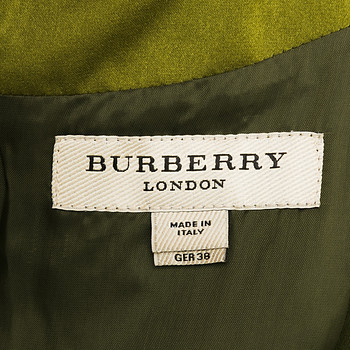 BURBERRY
LONDON
MADE IN
ITALY
GER 38